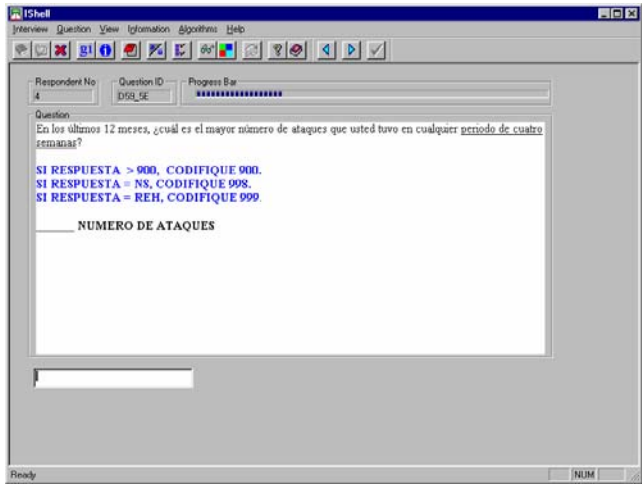 IShell
Interview Question View Information Algorithms Help
gi
Respondent No
Question ID
Progress Bar
4
D59_5E
Question
En los últimos 12 meses, ¿cuál es el mayor número de ataques que usted tuvo en cualquier periodo de cuatro
semanas?
SI RESPUESTA > 900, CODIFIQUE 900.
SI RESPUESTA = NS, CODIFIQUE 998.
SI RESPUESTA = REH, CODIFIQUE 999.
______ NUMERO DE ATAQUES
Ready
NUM